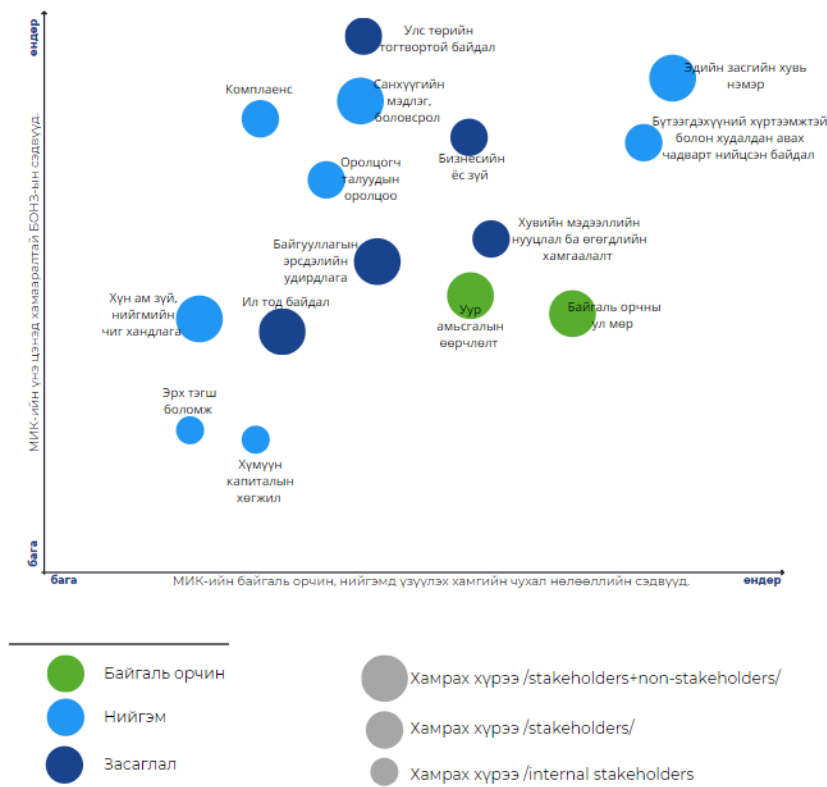 өндөр
МИК-ийн үнэ цэнэд хамааралтай БОНЗ-ын сэдвүүд.
бага
Улс төрийн
тогтвортой байдал
Эдийн засгийн хувь
нэмэр
Санхүүгийн
мэдлэг,
боловсрол
Комплаенс
Бүтээгдэхүүний хүртээмжтэй
болон худалдан авах
чадварт нийцсэн байдал
Бизнесийн
ёс зүй
Оролцогч
талуудын
оролцоо
Хувийн мэдээллийн
нууцлал ба өгөгдлийн
хамгаалалт
Байгууллагын
эрсдэлийн
удирдлага
Хүн ам зүй,
нийгмийн
чиг хандлага
Ил тод байдал
Уур
амьсгалын
өөрчлөлт
Байгаль орчны
ул мөр
Эрх тэгш
боломж
Хүмүүн
капиталын
хөгжил
бага
МИК-ийн байгаль орчин, нийгэмд үзүүлэх хамгийн чухал нөлөөллийн сэдвүүд.
өндөр
Байгаль орчин
Нийгэм
Засаглал
Хамрах хүрээ /stakeholders+non-stakeholders/
Хамрах хүрээ /stakeholders/
Хамрах хүрээ /internal stakeholders